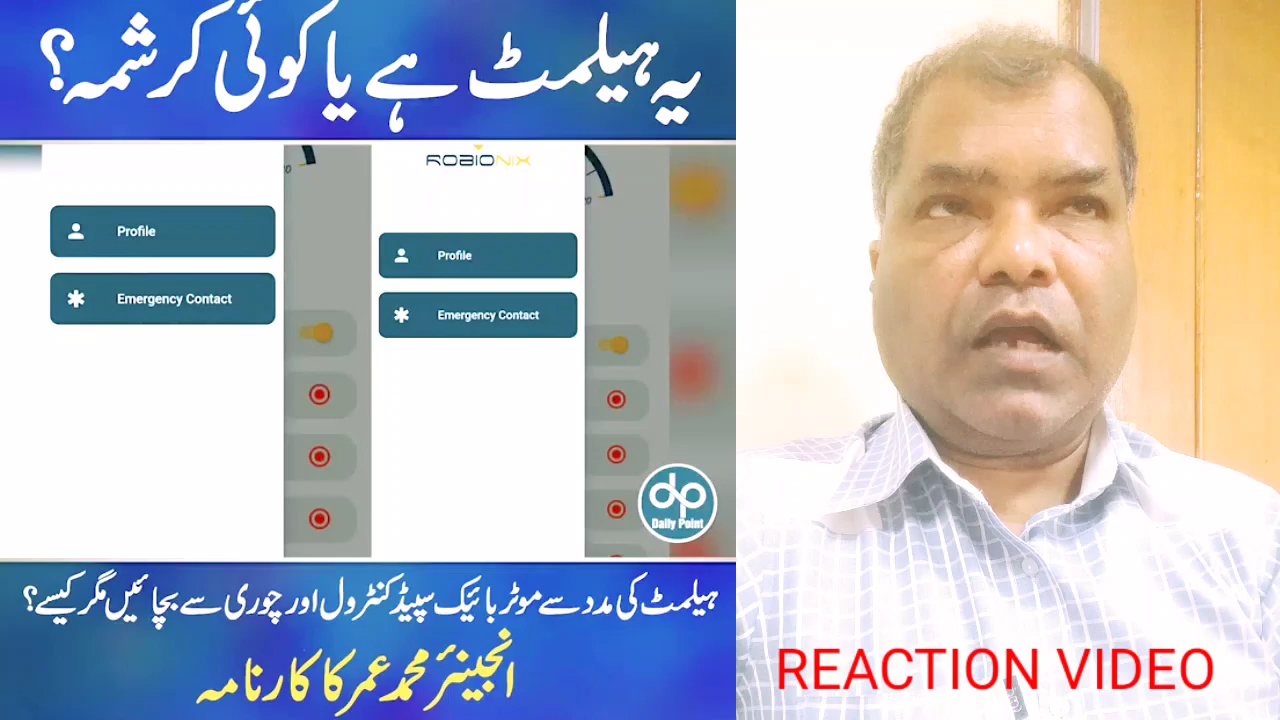 یہ ہیلمٹ ہے یا کوئی کرشمہ؟
ROBIONIX
Profile
Emergency Contact
Profile
Emergency Contact
dp
Daily Point
ہیلمٹ کی مدد سے موٹر بائیک سپیڈ کنٹرول اور چوری سے بچائیں مگر کیسے؟
انجینئر محمد عمر کا کارنامہ
REACTION VIDEO